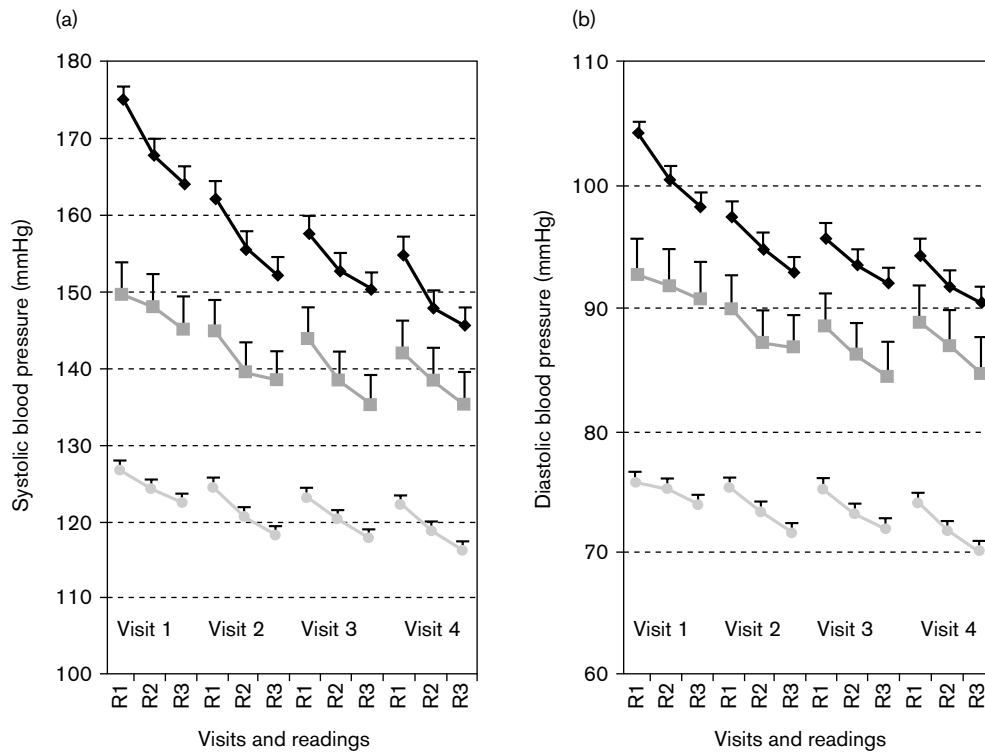 (a)
Systolic blood pressure (mmHg)
180
170
160
150
140
130
120
110
100
Visit 1 Visit 2 Visit 3 Visit 4
R1 R2 R3 R1 R2 R3 R1 R2 R3 R1 R2 R3
Visits and readings
(b)
Diastolic blood pressure (mmHg)
110
100
90
80
70
60
Visit 1 Visit 2 Visit 3 Visit 4
R1 R2 R3 R1 R2 R3 R1 R2 R3 R1 R2 R3
Visits and readings